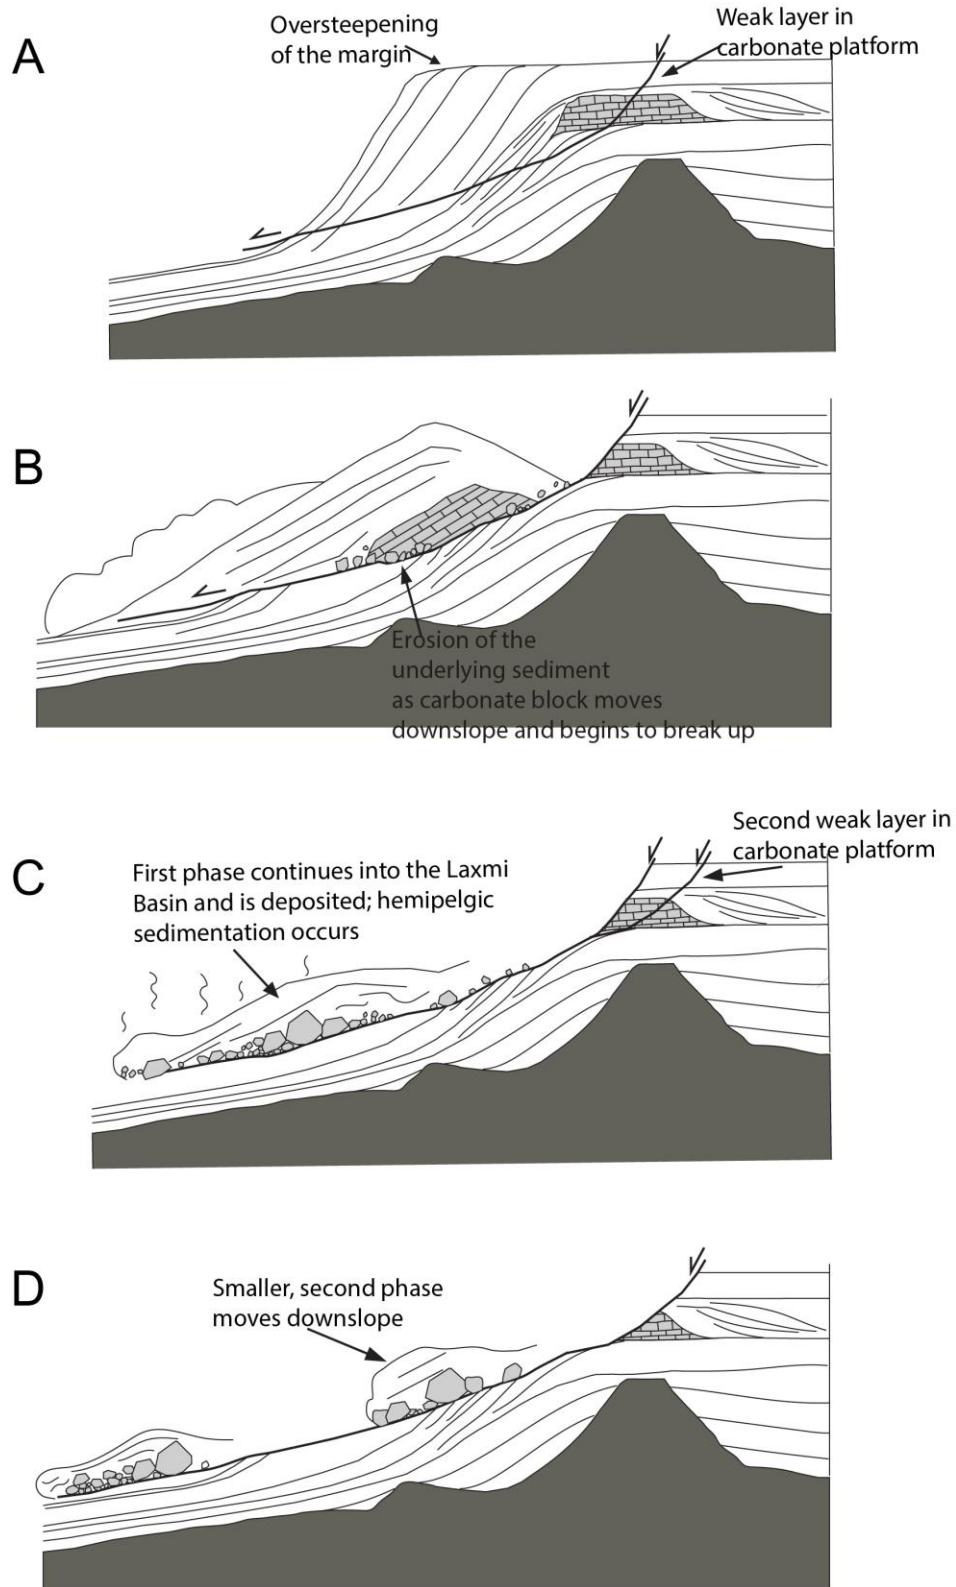 A
Oversteepening
of the margin
Weak layer in
carbonate platform
B
Erosion of the
underlying sediment
as carbonate block moves
downslope and begins to break up
C
First phase continues into the Laxmi
Basin and is deposited; hemipelgic
sedimentation occurs
Second weak layer in
carbonate platform
D
Smaller, second phase
moves downslope